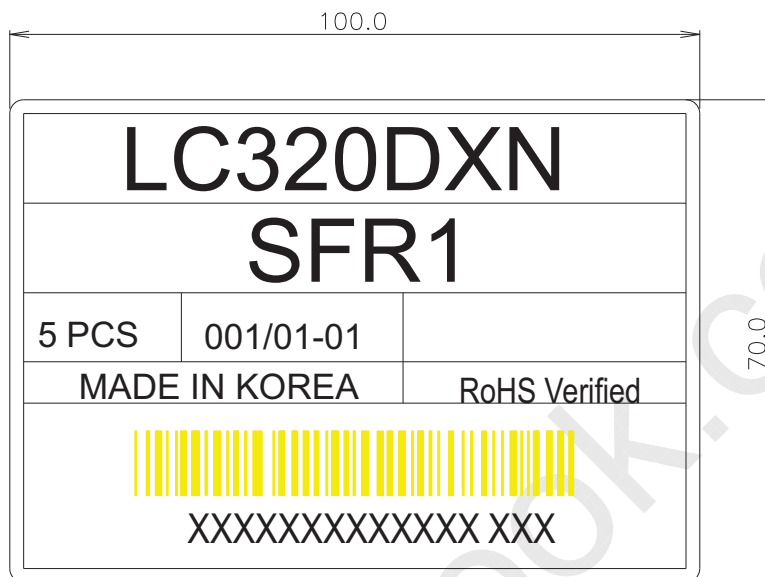 100.0
LC320DXN
SFR1
5 PCS 001/01-01
70.0
MADE IN KOREA RoHS Verified
XXXXXXXXXXXXX XXX